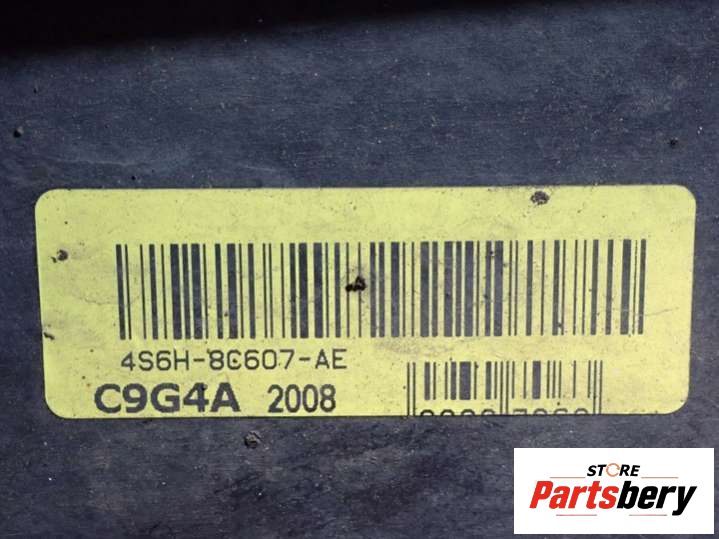 4S6H-8C607-AE
C9G4A 2008
STORE
Partsbery